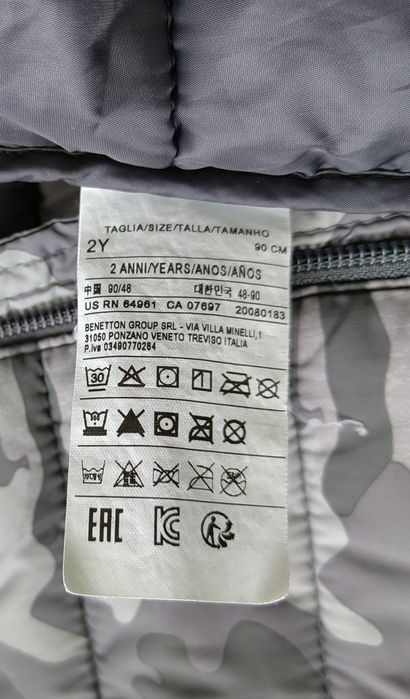 TAGLIA/SIZE/TALLA/TAMANHO
2Y 90 CM
2 ANNI/YEARS/ANOS/AÑOS
中国 90/48 대한민국 48-90
US RN 64961 CA 07697 20080183
BENETTON GROUP SRL - VIA VILLA MINELLI,1
31050 PONZANO VENETO TREVISO ITALIA
P.Iva 03490770264
30
EAC